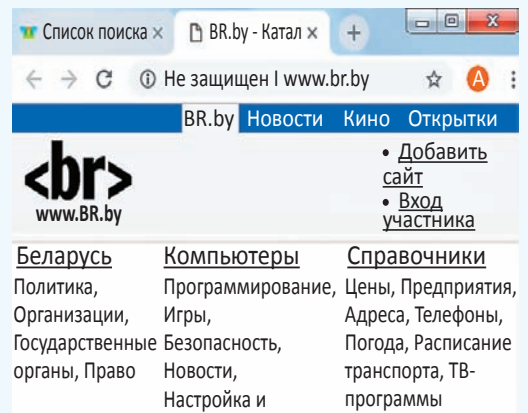 Список поиска × BR.by - Катал × +
Не защищен | www.br.by A
BR.by Новости Кино Открытки
<br>
www.BR.by
• Добавить
сайт
• Вход
участника
Беларусь
Политика,
Организации,
Государственные
органы, Право
Компьютеры
Программирование,
Игры,
Безопасность,
Новости,
Настройка и
Справочники
Цены, Предприятия,
Адреса, Телефоны,
Погода, Расписание
транспорта, ТВ-
программы